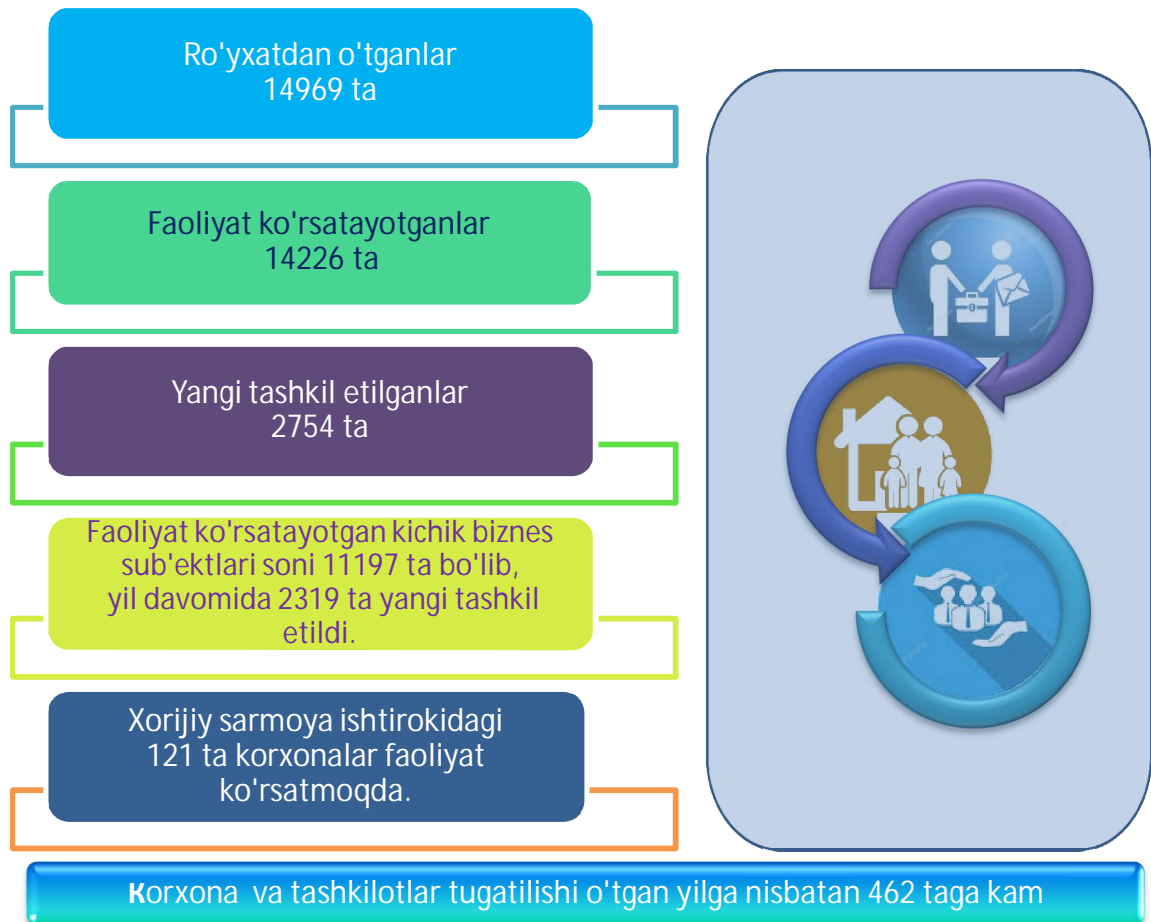 Ro'yxatdan o'tganlar
14969 ta
Faoliyat ko'rsatayotganlar
14226 ta
Yangi tashkil etilganlar
2754 ta
Faoliyat ko'rsatayotgan kichik biznes
sub'ektlari soni 11197 ta bo'lib,
yil davomida 2319 ta yangi tashkil
etildi.
Xorijiy sarmoya ishtirokidagi
121 ta korxonalar faoliyat
ko'rsatmoqda.
Korxona va tashkilotlar tugatilishi o'tgan yilga nisbatan 462 taga kam